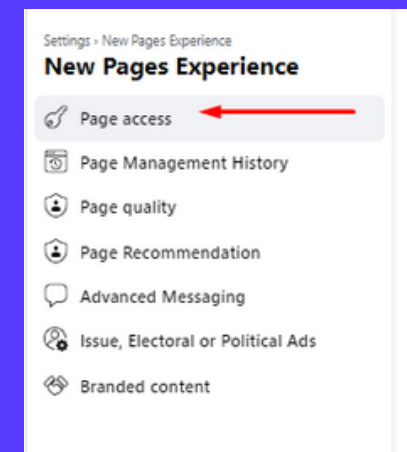 Settings › New Pages Experience
New Pages Experience
Page access
Page Management History
Page quality
Page Recommendation
Advanced Messaging
Issue, Electoral or Political Ads
Branded content